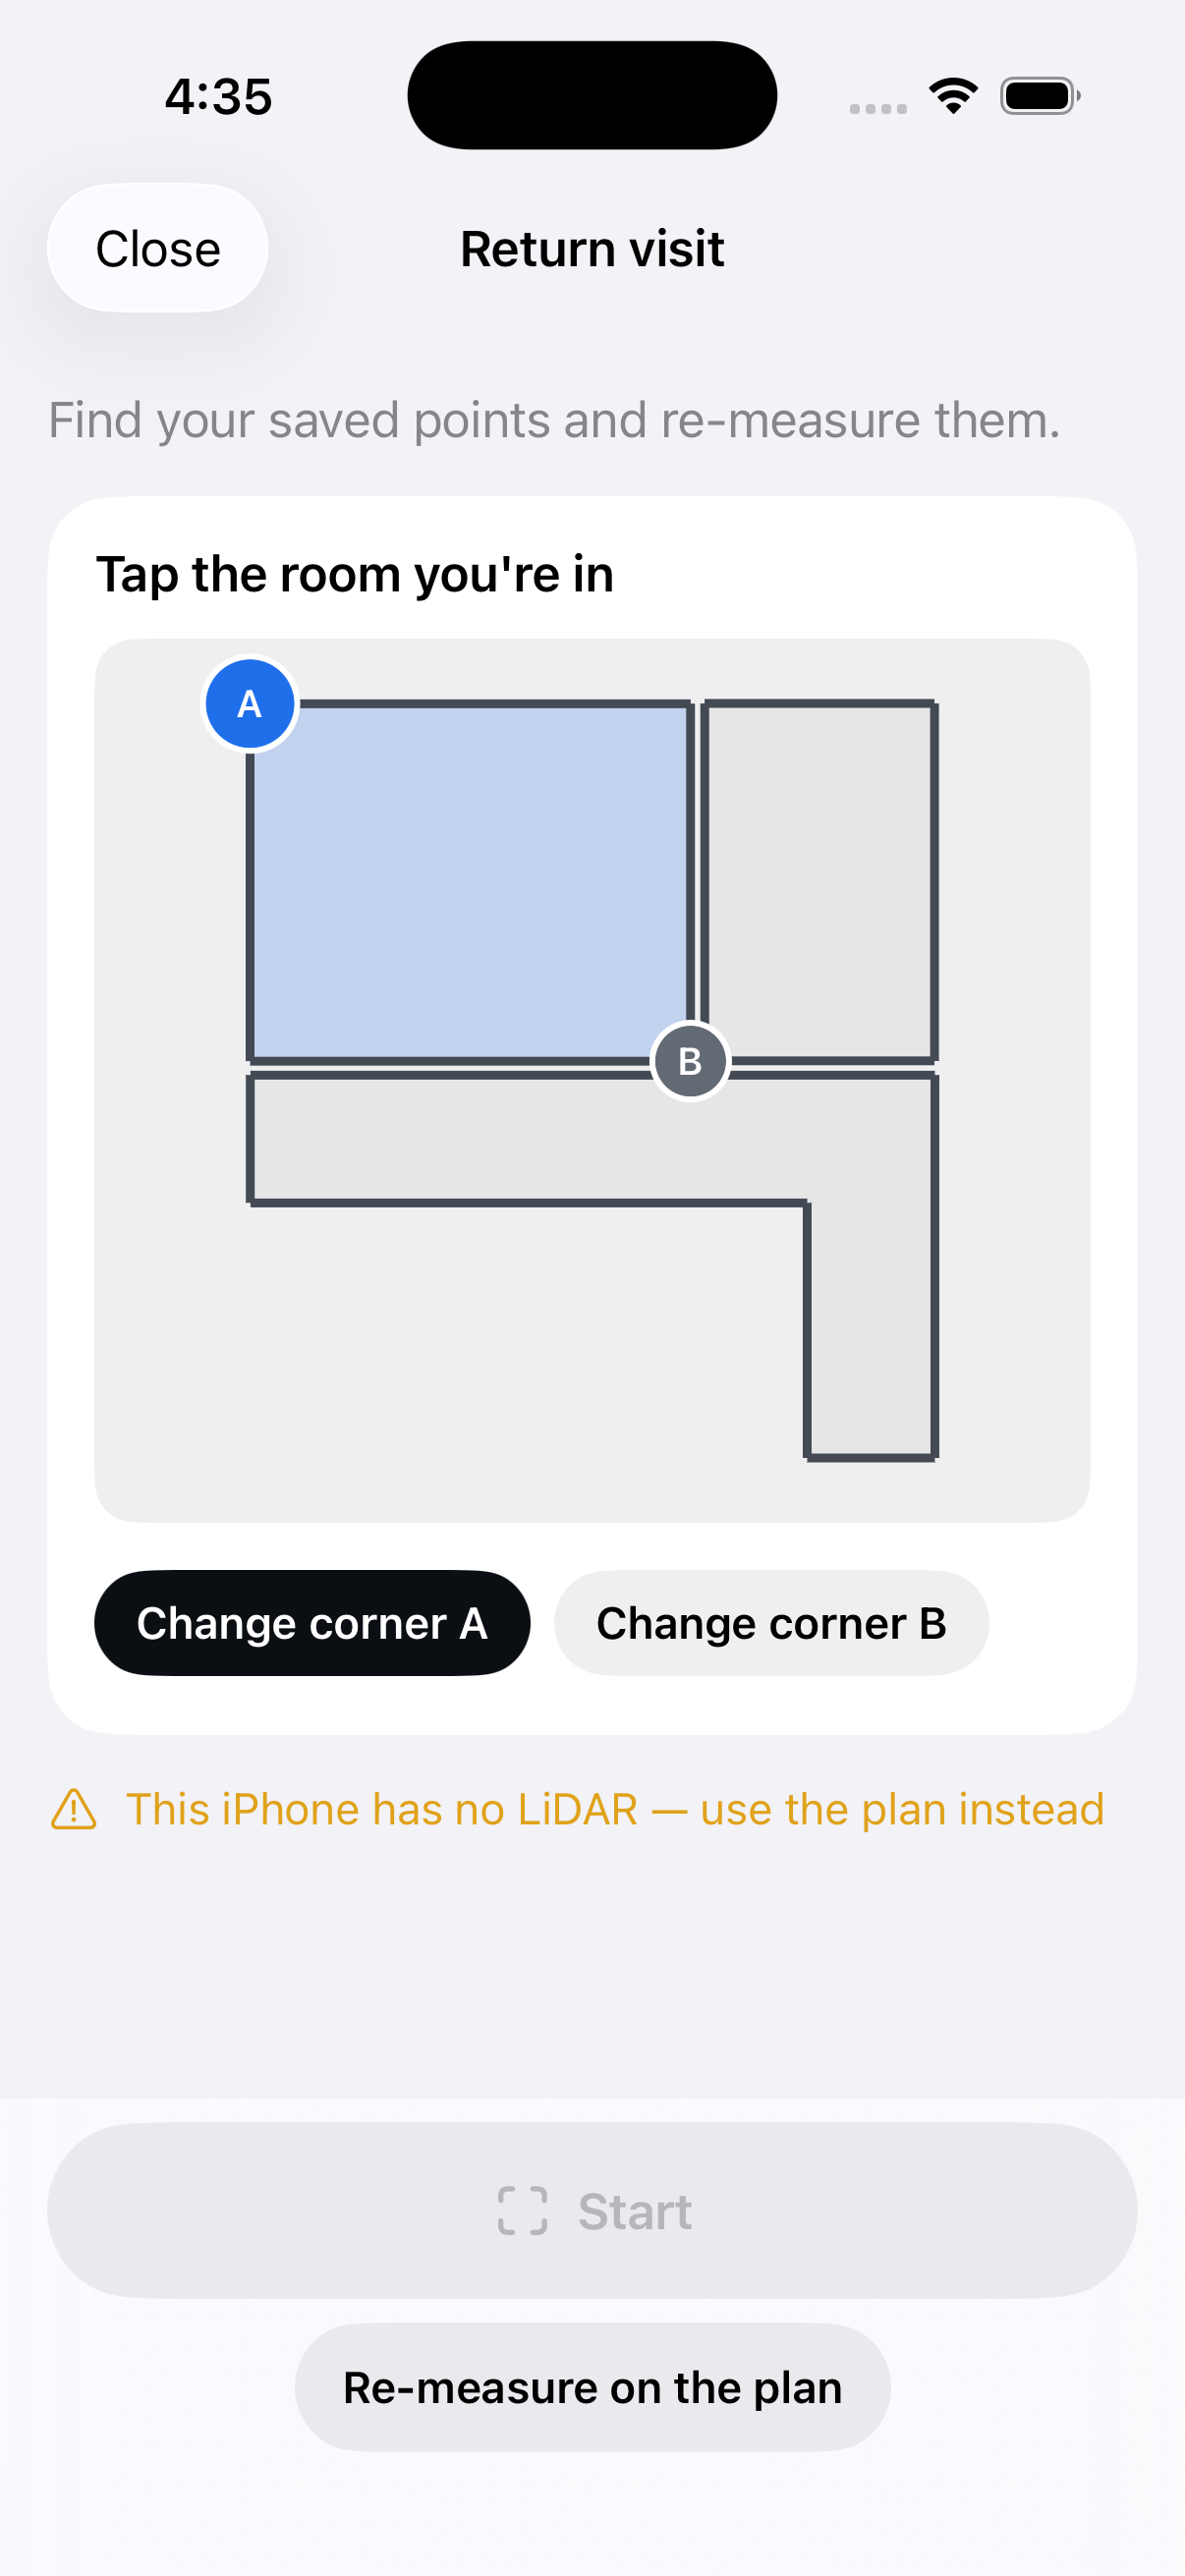 4:35
Close
Return visit
Find your saved points and re-measure them.
Tap the room you're in
A
B
Change corner A
Change corner B
This iPhone has no LiDAR — use the plan instead
Start
Re-measure on the plan